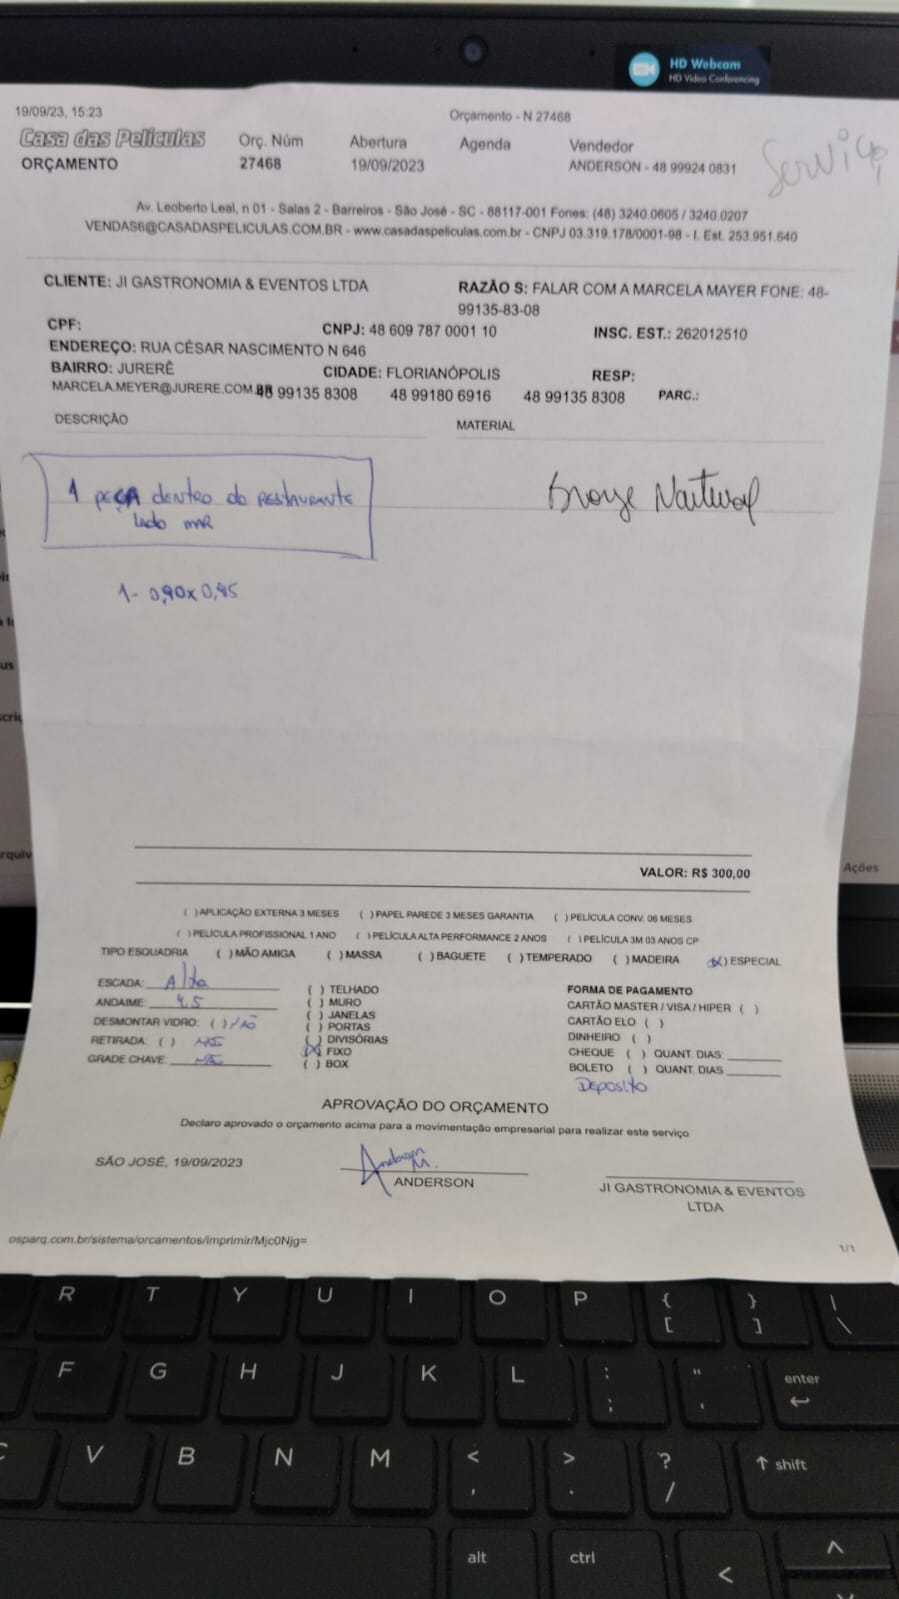 HD Webcam
HD Video Conferencing
19/09/23, 15:23
Orçamento - N 27468
Casa das Películas
Orç. Núm
Abertura
Agenda
Vendedor
Serviço
ORÇAMENTO
27468
19/09/2023
ANDERSON - 48 99924 0831
Av. Leoberto Leal, n 01 - Salas 2 - Barreiros - São José - SC - 88117-001 Fones: (48) 3240.0605 / 3240.0207
VENDAS6@CASADASPELICULAS.COM.BR - www.casadaspeliculas.com.br - CNPJ 03.319.178/0001-98 - I. Est. 253.951.640
CLIENTE: JI GASTRONOMIA & EVENTOS LTDA
RAZÃO S: FALAR COM A MARCELA MAYER FONE: 48-
99135-83-08
CPF:
CNPJ: 48 609 787 0001 10
INSC. EST.: 262012510
ENDEREÇO: RUA CÉSAR NASCIMENTO N 646
BAIRRO: JURERÊ
CIDADE: FLORIANÓPOLIS
RESP:
MARCELA.MEYER@JURERE.COM.BR
48 99135 8308
48 99180 6916
48 99135 8308
PARC.:
DESCRIÇÃO
MATERIAL
1 PEÇA dentro do RESTAURANTE
lado mar
Bronze Natural
1- 0,90x0,95
VALOR: R$ 300,00
Ações
( )APLICAÇÃO EXTERNA 3 MESES ( )PAPEL PAREDE 3 MESES GARANTIA ( )PELÍCULA CONV. 06 MESES
( )PELÍCULA PROFISSIONAL 1 ANO ( )PELÍCULA ALTA PERFORMANCE 2 ANOS ( )PELÍCULA 3M 03 ANOS CP
TIPO ESQUADRIA ( )MÃO AMIGA ( )MASSA ( )BAGUETE ( )TEMPERADO ( )MADEIRA (X) ESPECIAL
ESCADA: Alta
ANDAIME: 4.5
DESMONTAR VIDRO: ( ) NÃO
RETIRADA: ( ) NÃO
GRADE CHAVE: NÃO
( ) TELHADO
( ) MURO
( ) JANELAS
( ) PORTAS
( ) DIVISÓRIAS
(X) FIXO
( ) BOX
FORMA DE PAGAMENTO
CARTÃO MASTER / VISA / HIPER ( )
CARTÃO ELO ( )
DINHEIRO ( )
CHEQUE ( ) QUANT. DIAS:
BOLETO ( ) QUANT. DIAS
Deposito
APROVAÇÃO DO ORÇAMENTO
Declaro aprovado o orçamento acima para a movimentação empresarial para realizar este serviço
SÃO JOSÉ, 19/09/2023
Anderson M.
ANDERSON
JI GASTRONOMIA & EVENTOS
LTDA
osparq.com.br/sistema/orcamentos/imprimir/Mjc0Njg=
1/1
R T Y U I O P { [ } ] | \
F G H J K L : ; " ' enter
C V B N M < , > . ? / shift
alt ctrl <